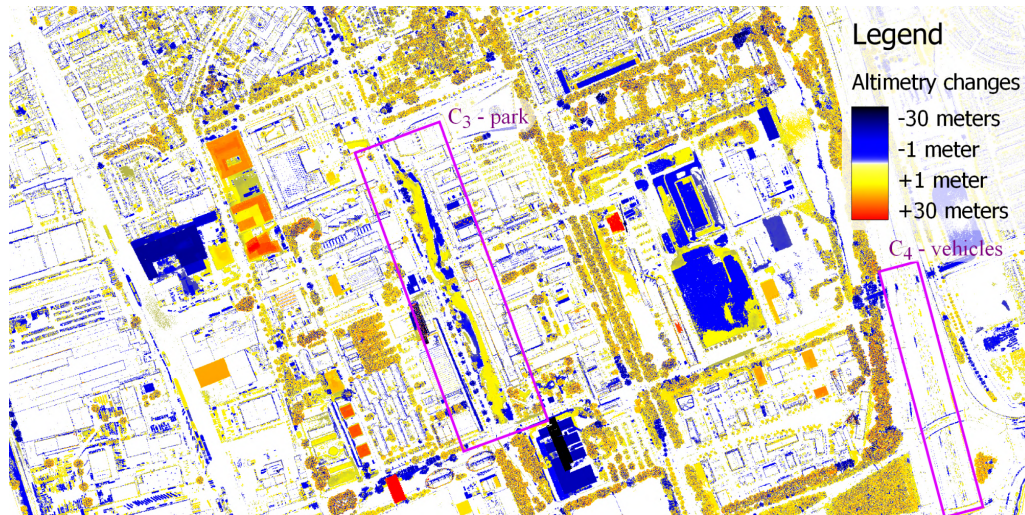 Legend
Altimetry changes
-30 meters
-1 meter
+1 meter
+30 meters
C₃ - park
C₄ - vehicles